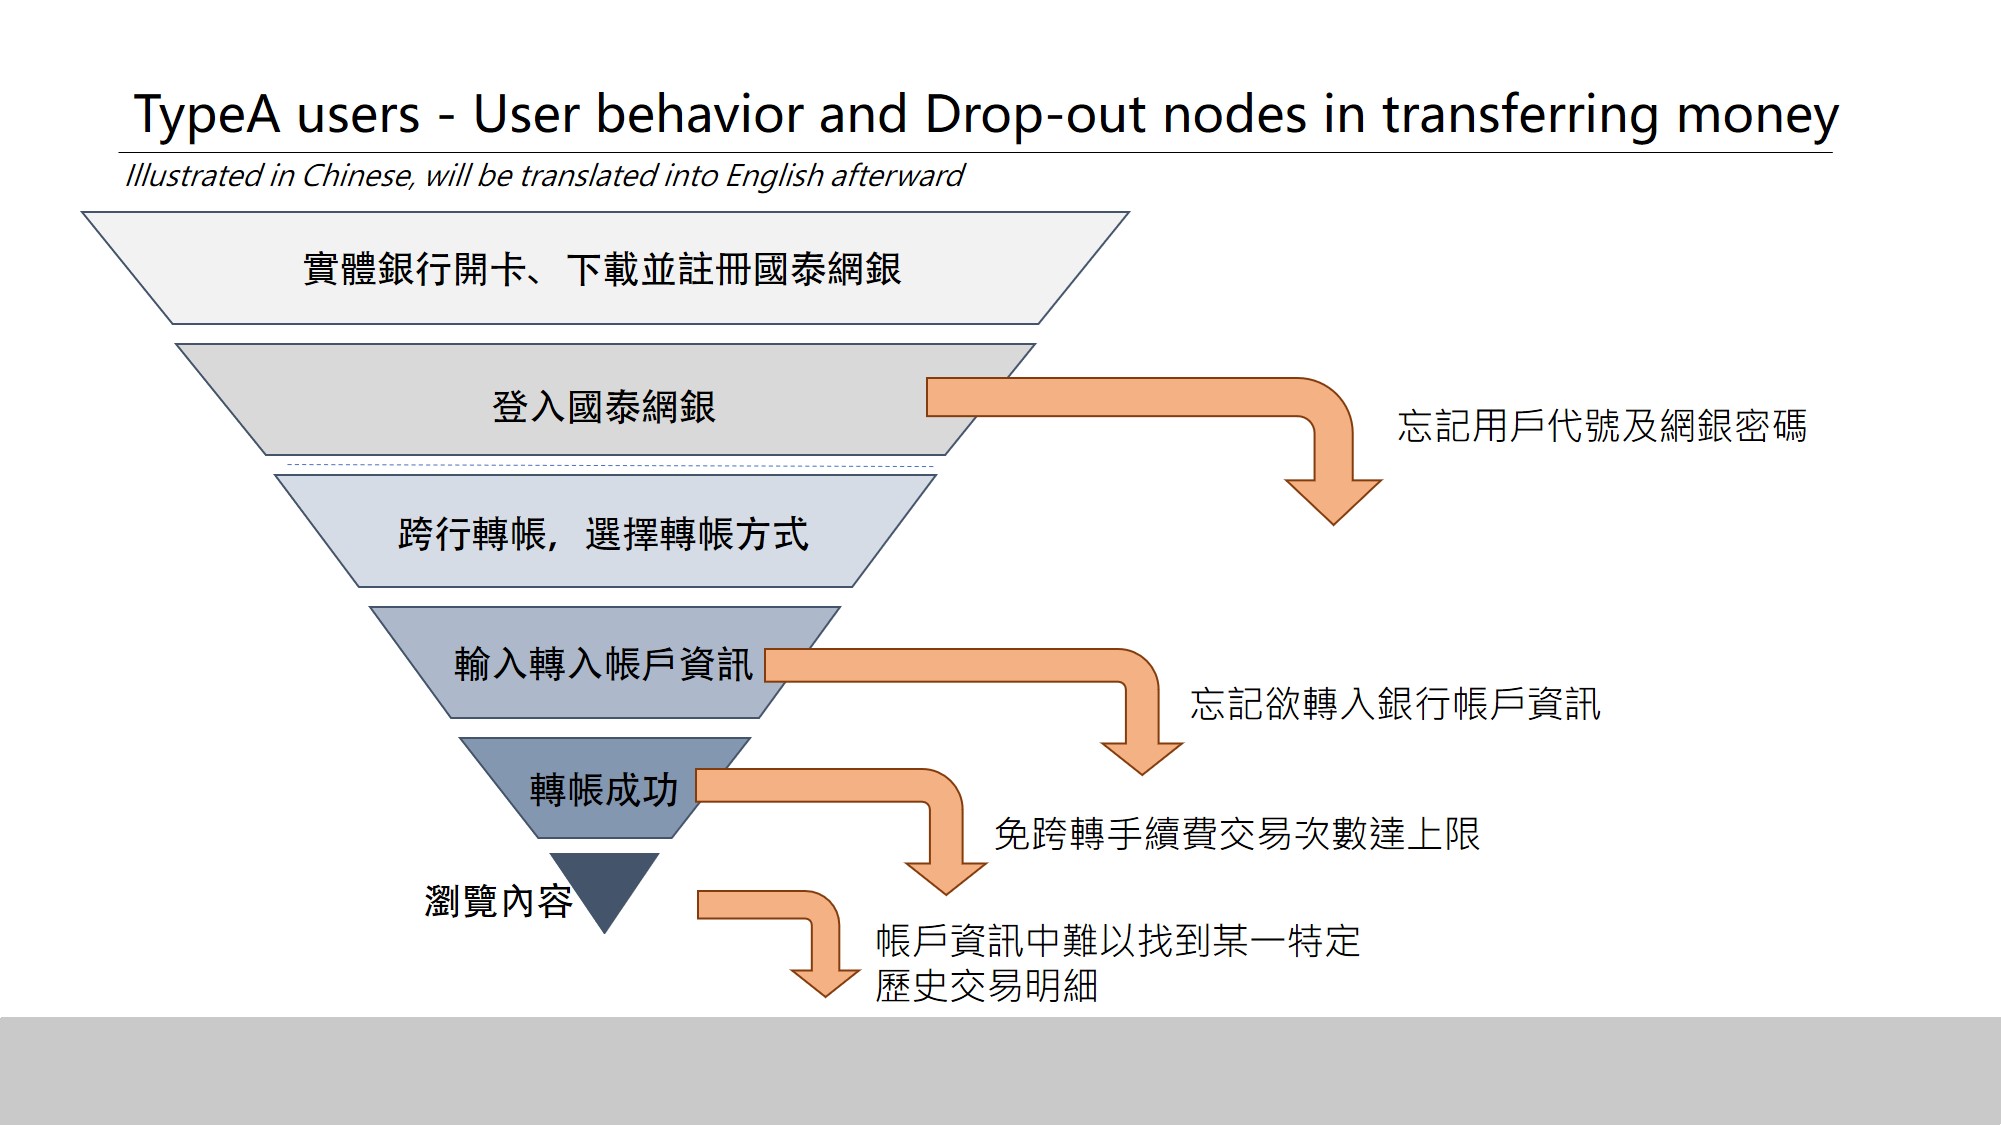 TypeA users - User behavior and Drop-out nodes in transferring money
Illustrated in Chinese, will be translated into English afterward
實體銀行開卡、下載並註冊國泰網銀
登入國泰網銀
忘記用戶代號及網銀密碼
跨行轉帳，選擇轉帳方式
輸入轉入帳戶資訊
忘記欲轉入銀行帳戶資訊
轉帳成功
免跨轉手續費交易次數達上限
瀏覽內容
帳戶資訊中難以找到某一特定
歷史交易明細